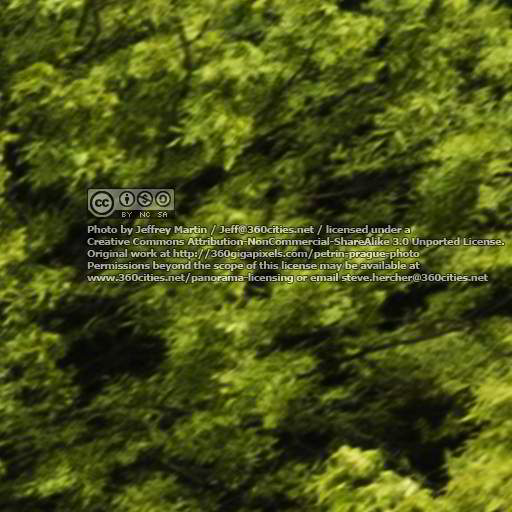 cc
BY NC SA
Photo by Jeffrey Martin / Jeff@360cities.net / licensed under a
Creative Commons Attribution-NonCommercial-ShareAlike 3.0 Unported License.
Original work at http://360gigapixels.com/petrin-prague-photo
Permissions beyond the scope of this license may be available at
www.360cities.net/panorama-licensing or email steve.hercher@360cities.net